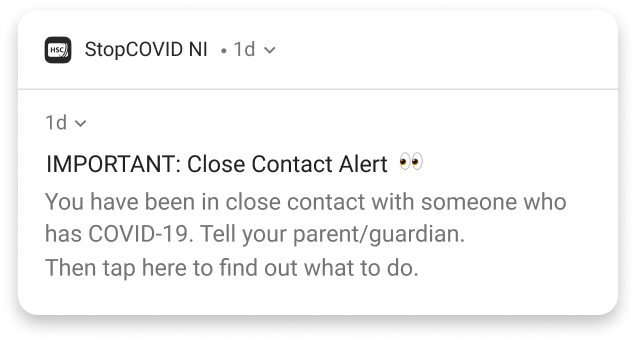 HSC
StopCOVID NI • 1d
1d
IMPORTANT: Close Contact Alert 👀
You have been in close contact with someone who
has COVID-19. Tell your parent/guardian.
Then tap here to find out what to do.